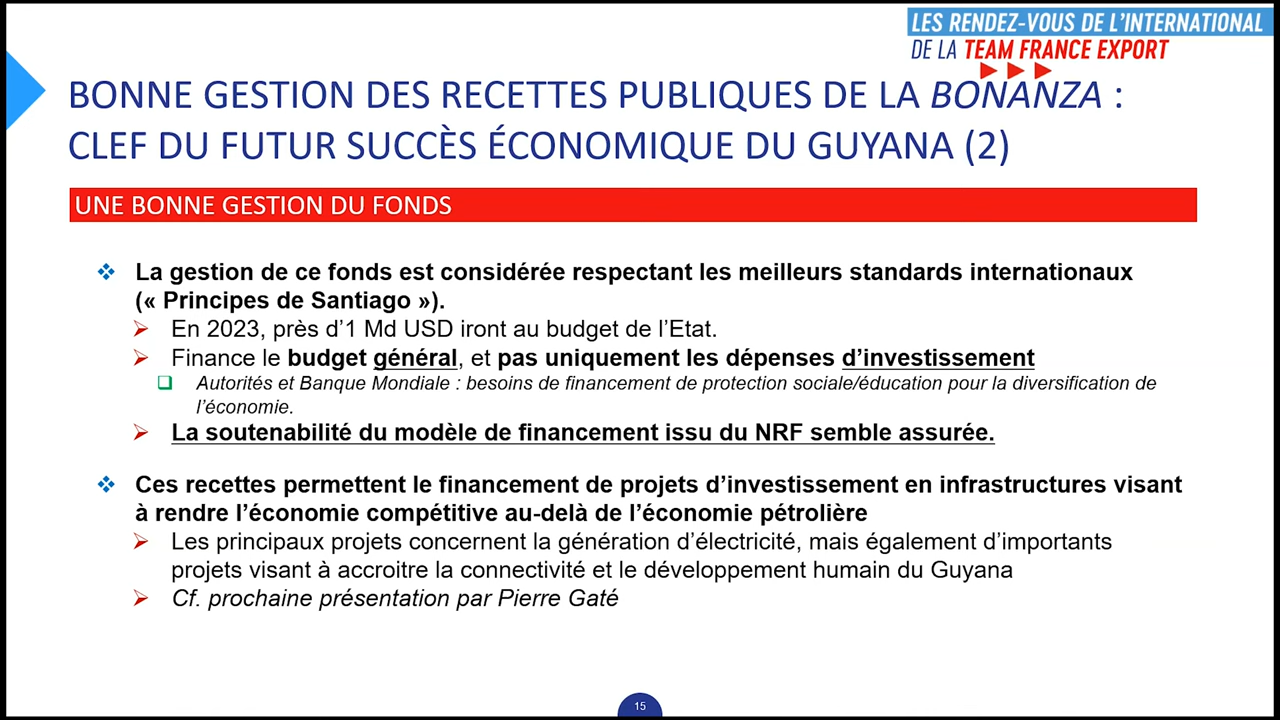 LES RENDEZ-VOUS DE L'INTERNATIONAL
DE LA TEAM FRANCE EXPORT
BONNE GESTION DES RECETTES PUBLIQUES DE LA BONANZA :
CLEF DU FUTUR SUCCÈS ÉCONOMIQUE DU GUYANA (2)
UNE BONNE GESTION DU FONDS
La gestion de ce fonds est considérée respectant les meilleurs standards internationaux
(« Principes de Santiago »).
En 2023, près d'1 Md USD iront au budget de l'Etat.
Finance le budget général, et pas uniquement les dépenses d'investissement
Autorités et Banque Mondiale : besoins de financement de protection sociale/éducation pour la diversification de
l'économie.
La soutenabilité du modèle de financement issu du NRF semble assurée.
Ces recettes permettent le financement de projets d'investissement en infrastructures visant
à rendre l'économie compétitive au-delà de l'économie pétrolière
Les principaux projets concernent la génération d'électricité, mais également d'importants
projets visant à accroitre la connectivité et le développement humain du Guyana
Cf. prochaine présentation par Pierre Gaté
15